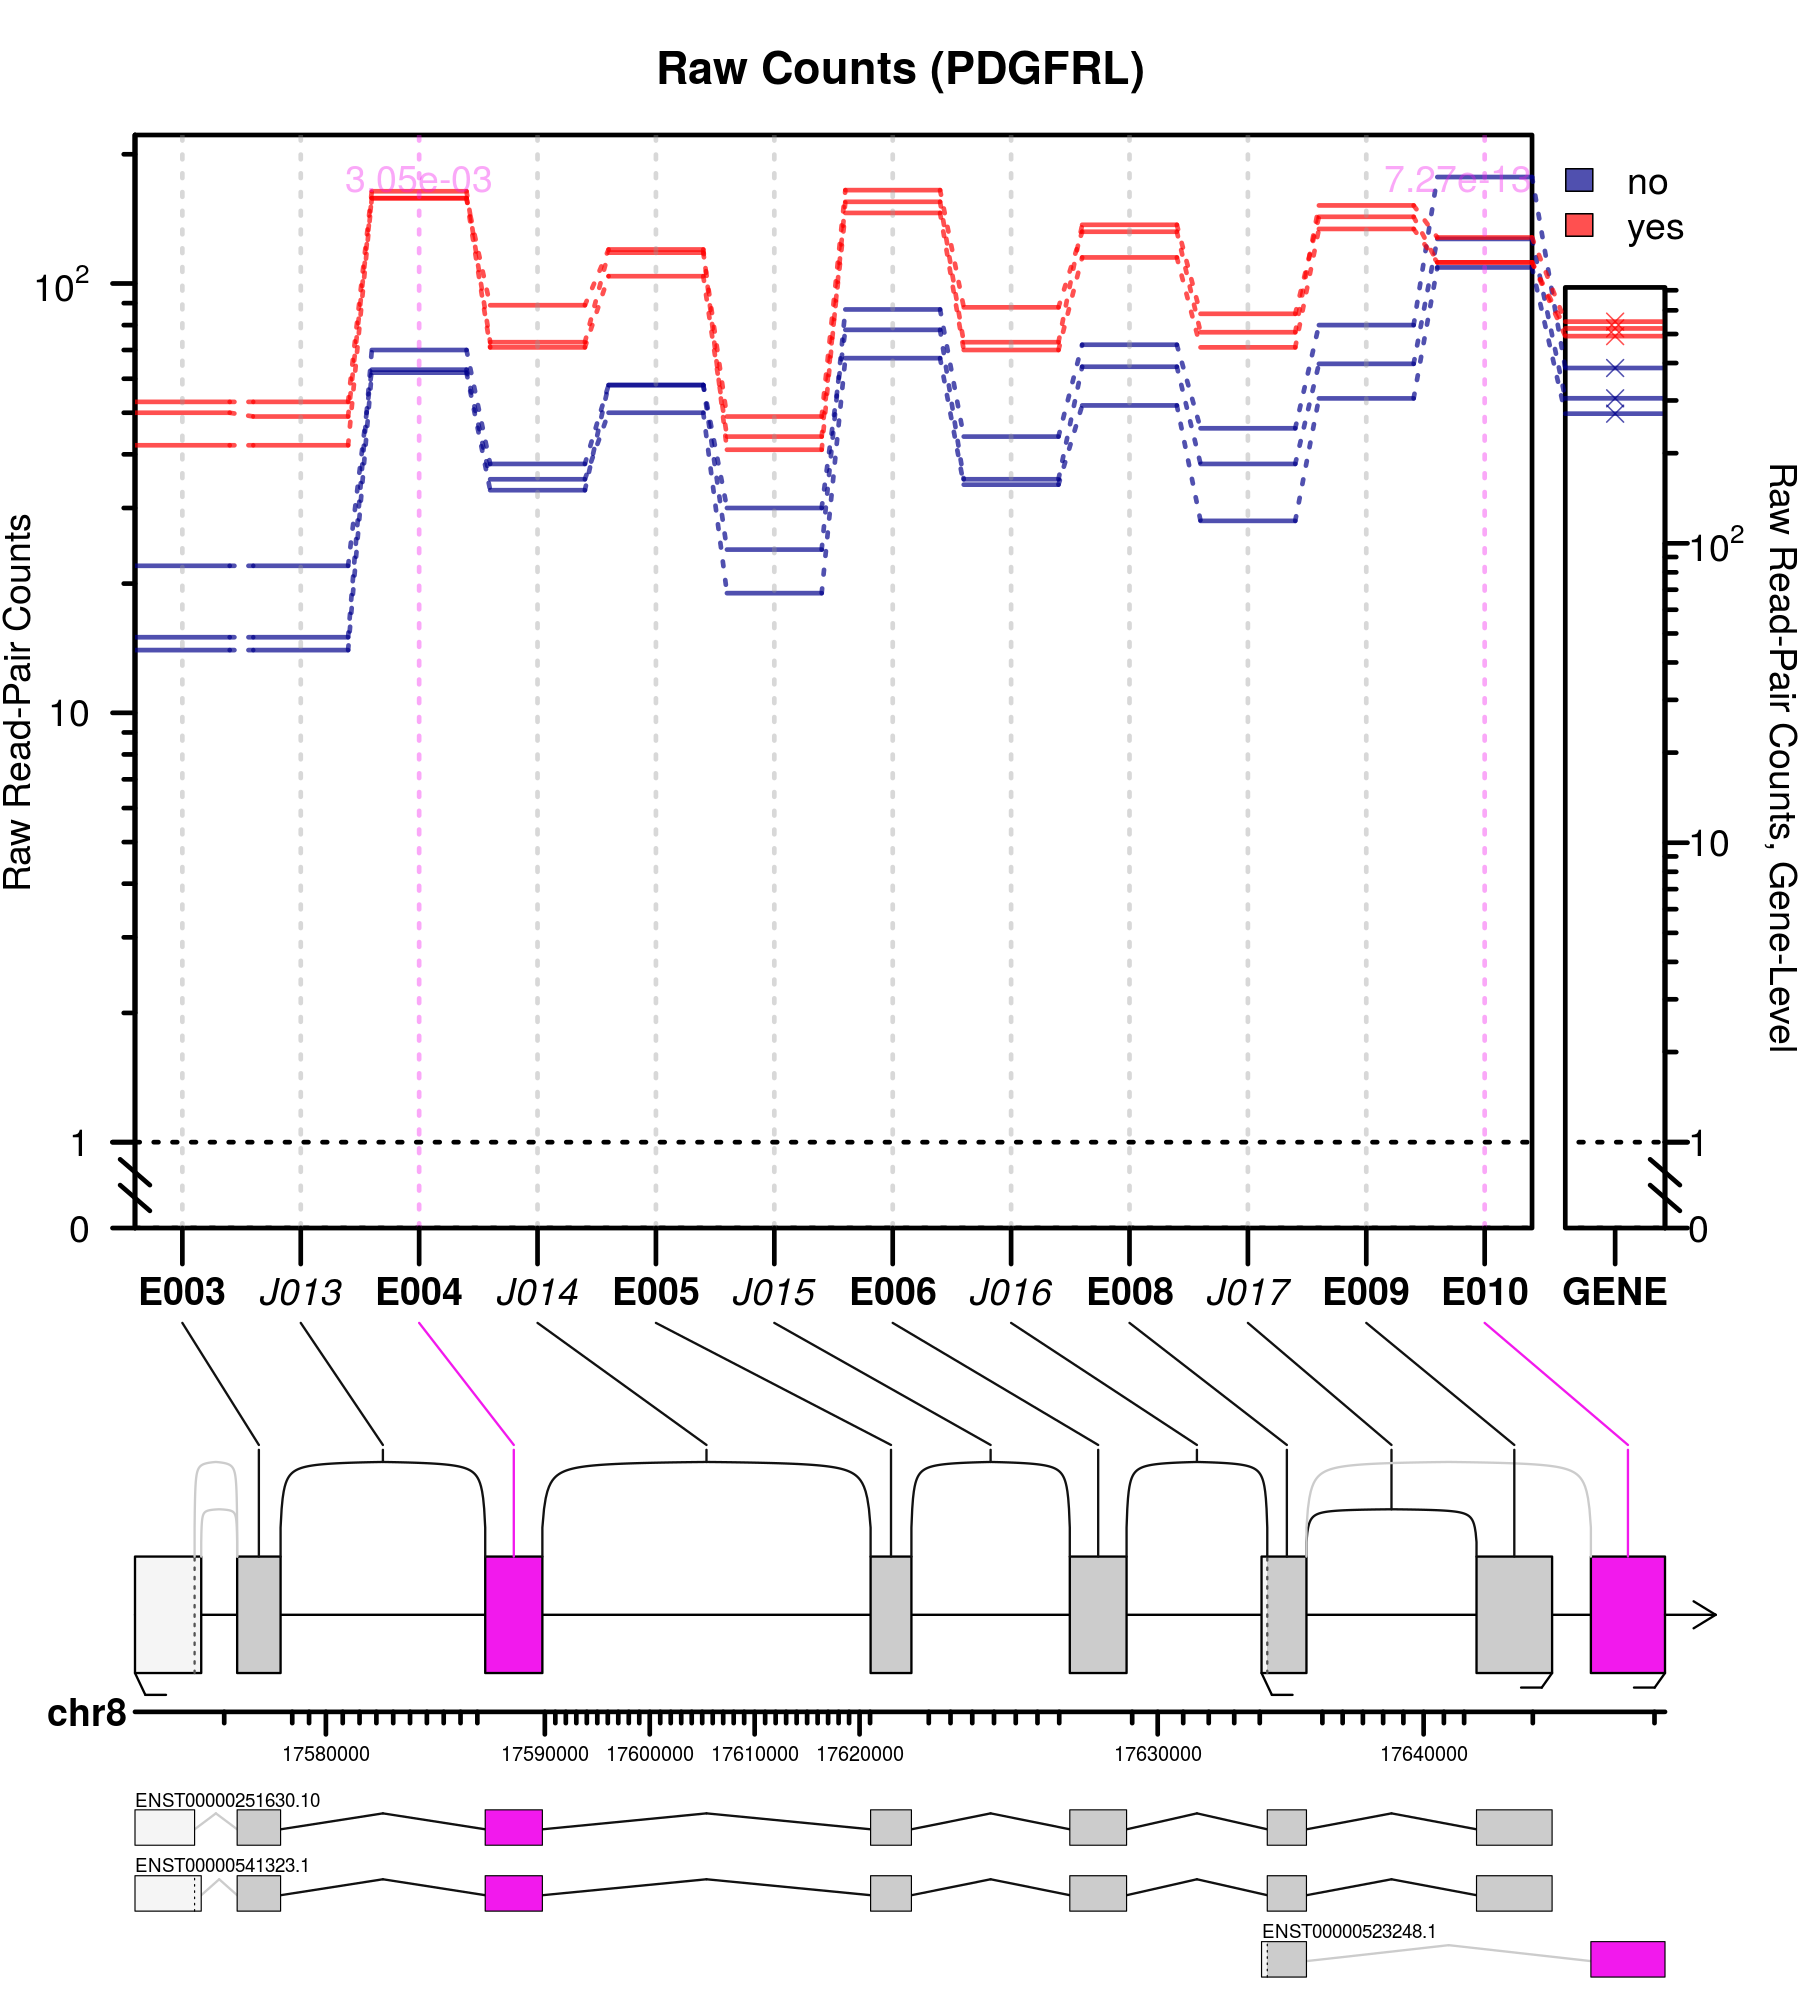 Raw Counts (PDGFRL)
3.05e-03
7.27e-13
no
yes
Raw Read-Pair Counts
10²
10
1
0
Raw Read-Pair Counts, Gene-Level
10²
10
1
0
E003 J013 E004 J014 E005 J015 E006 J016 E008 J017 E009 E010 GENE
chr8
17580000 17590000 17600000 17610000 17620000 17630000 17640000
ENST00000251630.10
ENST00000541323.1
ENST00000523248.1